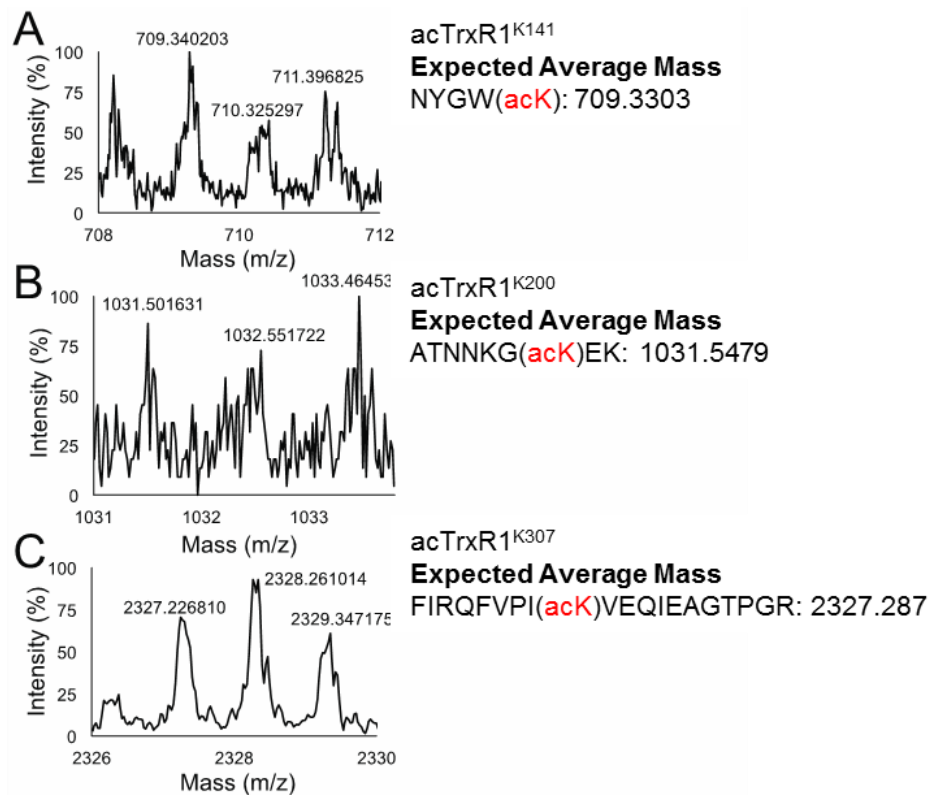 A
709.340203
710.325297
711.396825
Intensity (%)
100
75
50
25
0
708
710
712
Mass (m/z)
acTrxR1K141
Expected Average Mass
NYGW(acK): 709.3303
B
1031.501631
1032.551722
1033.46453
Intensity (%)
100
75
50
25
0
1031
1032
1033
Mass (m/z)
acTrxR1K200
Expected Average Mass
ATNNKG(acK)EK: 1031.5479
C
2327.226810
2328.261014
2329.347175
Intensity (%)
100
75
50
25
0
2326
2328
2330
Mass (m/z)
acTrxR1K307
Expected Average Mass
FIRQFVPI(acK)VEQIEAGTPGR: 2327.287